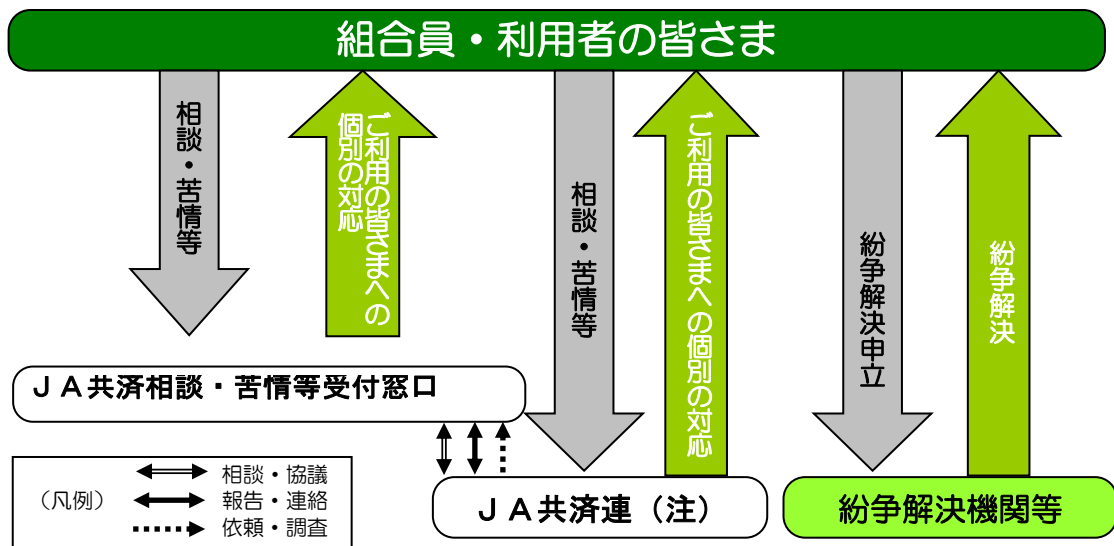 組合員・利用者の皆さま
相談・苦情等
ご利用の皆さまへの
個別の対応
相談・苦情等
ご利用の皆さまへの個別の対応
紛争解決申立
紛争解決
ＪＡ共済相談・苦情等受付窓口
（凡例）
相談・協議
報告・連絡
依頼・調査
ＪＡ共済連（注）
紛争解決機関等